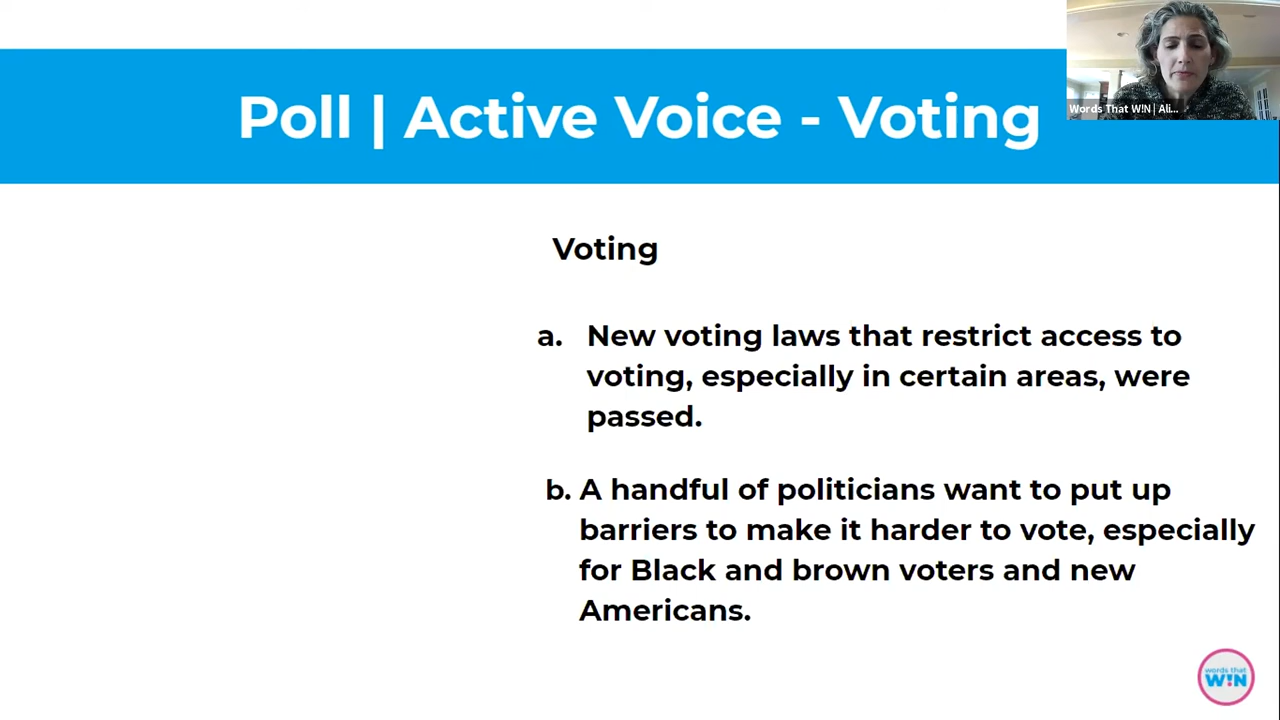 Poll | Active Voice - Voting
Words That W!N | Ali...
Voting
a. New voting laws that restrict access to
voting, especially in certain areas, were
passed.
b. A handful of politicians want to put up
barriers to make it harder to vote, especially
for Black and brown voters and new
Americans.
words that
W!N